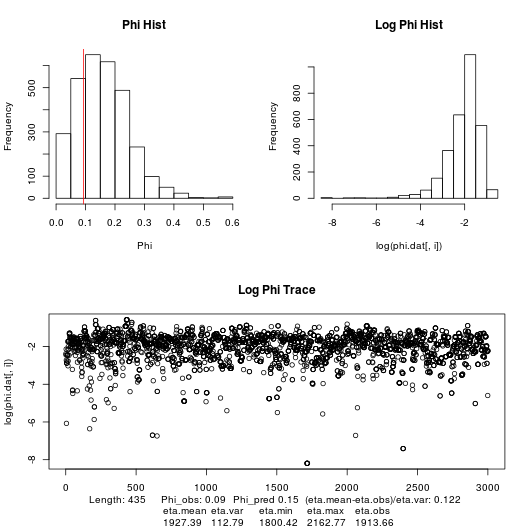 Phi Hist
Log Phi Hist
Frequency
0 100 300 500
0.0 0.1 0.2 0.3 0.4 0.5 0.6
Phi
Frequency
0 200 400 600 800
-8 -6 -4 -2
log(phi.dat[, i])
Log Phi Trace
log(phi.dat[, i])
-2 -4 -6 -8
0 500 1000 1500 2000 2500 3000
Length: 435 Phi_obs: 0.09 Phi_pred 0.15 (eta.mean-eta.obs)/eta.var: 0.122
eta.mean eta.var eta.min eta.max eta.obs
1927.39 112.79 1800.42 2162.77 1913.66